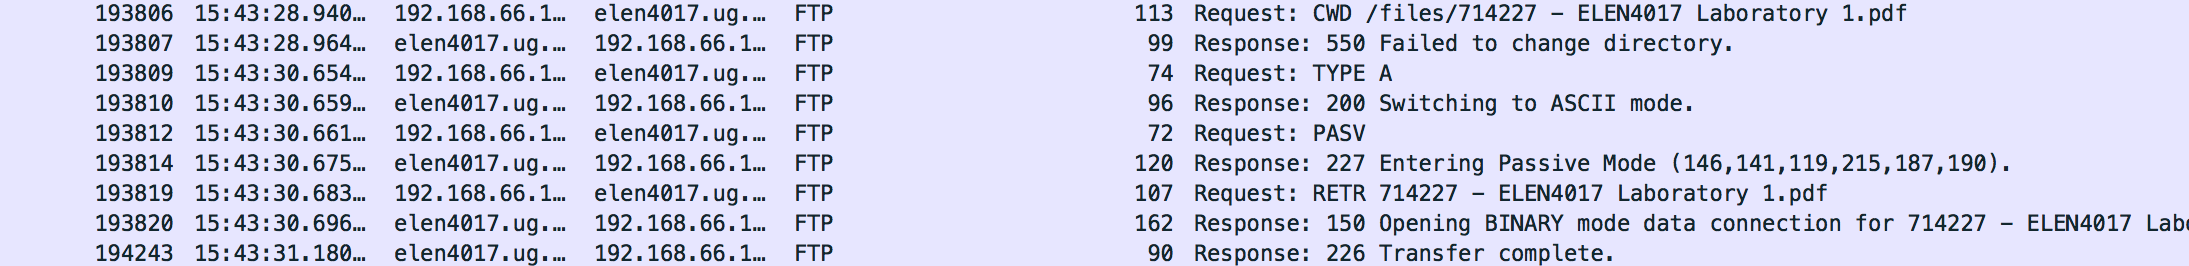 193806 15:43:28.940… 192.168.66.1… elen4017.ug.… FTP 113 Request: CWD /files/714227 – ELEN4017 Laboratory 1.pdf
193807 15:43:28.964… elen4017.ug.… 192.168.66.1… FTP 99 Response: 550 Failed to change directory.
193809 15:43:30.654… 192.168.66.1… elen4017.ug.… FTP 74 Request: TYPE A
193810 15:43:30.659… elen4017.ug.… 192.168.66.1… FTP 96 Response: 200 Switching to ASCII mode.
193812 15:43:30.661… 192.168.66.1… elen4017.ug.… FTP 72 Request: PASV
193814 15:43:30.675… elen4017.ug.… 192.168.66.1… FTP 120 Response: 227 Entering Passive Mode (146,141,119,215,187,190).
193819 15:43:30.683… 192.168.66.1… elen4017.ug.… FTP 107 Request: RETR 714227 – ELEN4017 Laboratory 1.pdf
193820 15:43:30.696… elen4017.ug.… 192.168.66.1… FTP 162 Response: 150 Opening BINARY mode data connection for 714227 – ELEN4017 Labo
194243 15:43:31.180… elen4017.ug.… 192.168.66.1… FTP 90 Response: 226 Transfer complete.